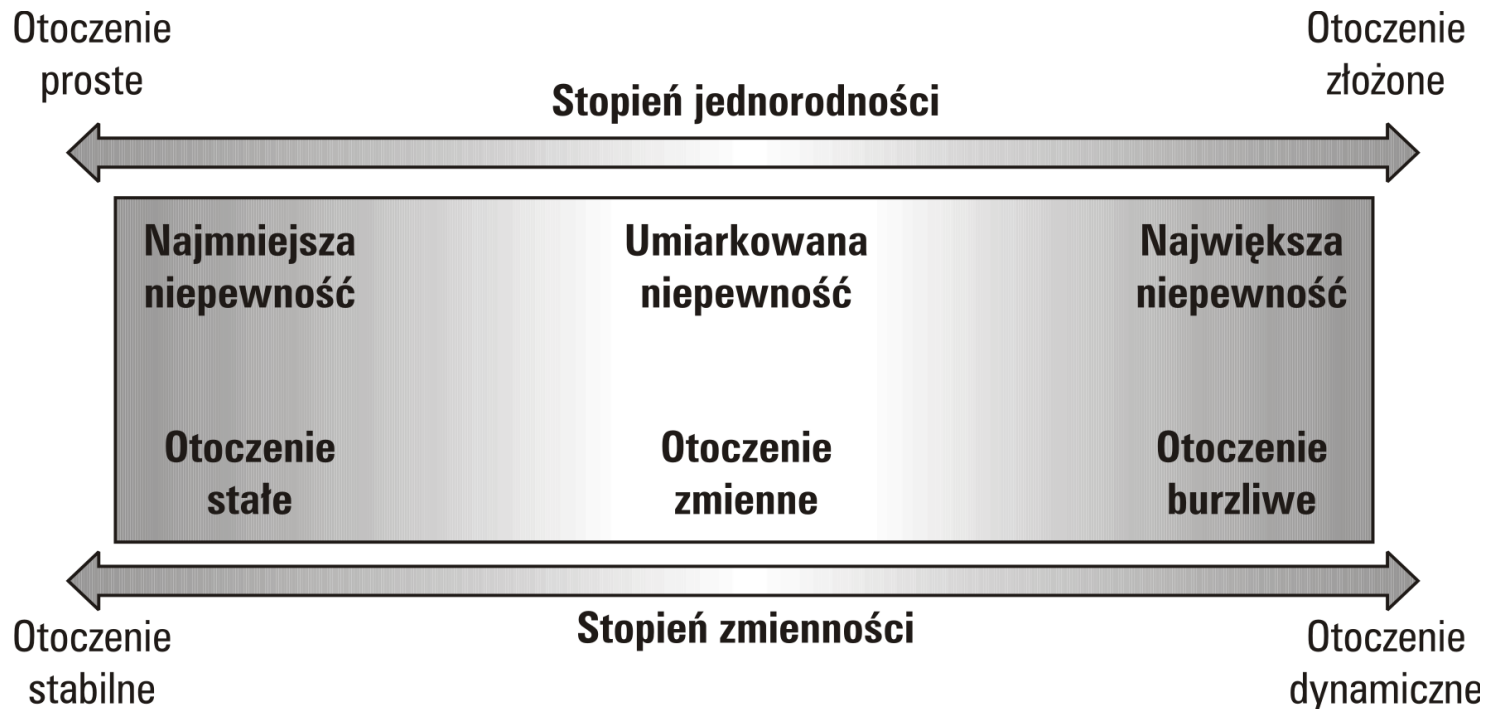 Otoczenie
proste
Otoczenie
złożone
Stopień jednorodności
Najmniejsza
niepewność
Umiarkowana
niepewność
Największa
niepewność
Otoczenie
stałe
Otoczenie
zmienne
Otoczenie
burzliwe
Stopień zmienności
Otoczenie
stabilne
Otoczenie
dynamiczne